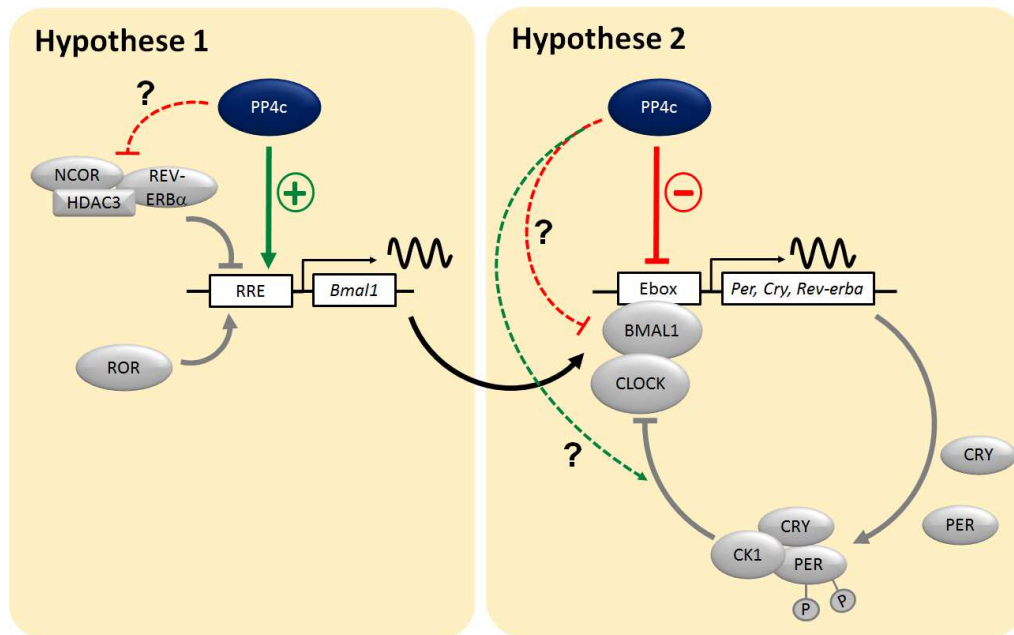 Hypothese 1
?
PP4c
NCOR
REV-
ERBα
HDAC3
+
RRE
Bmal1
ROR
Hypothese 2
PP4c
−
?
Ebox
Per, Cry, Rev-erba
BMAL1
CLOCK
?
CRY
PER
CRY
CK1
PER
P
P